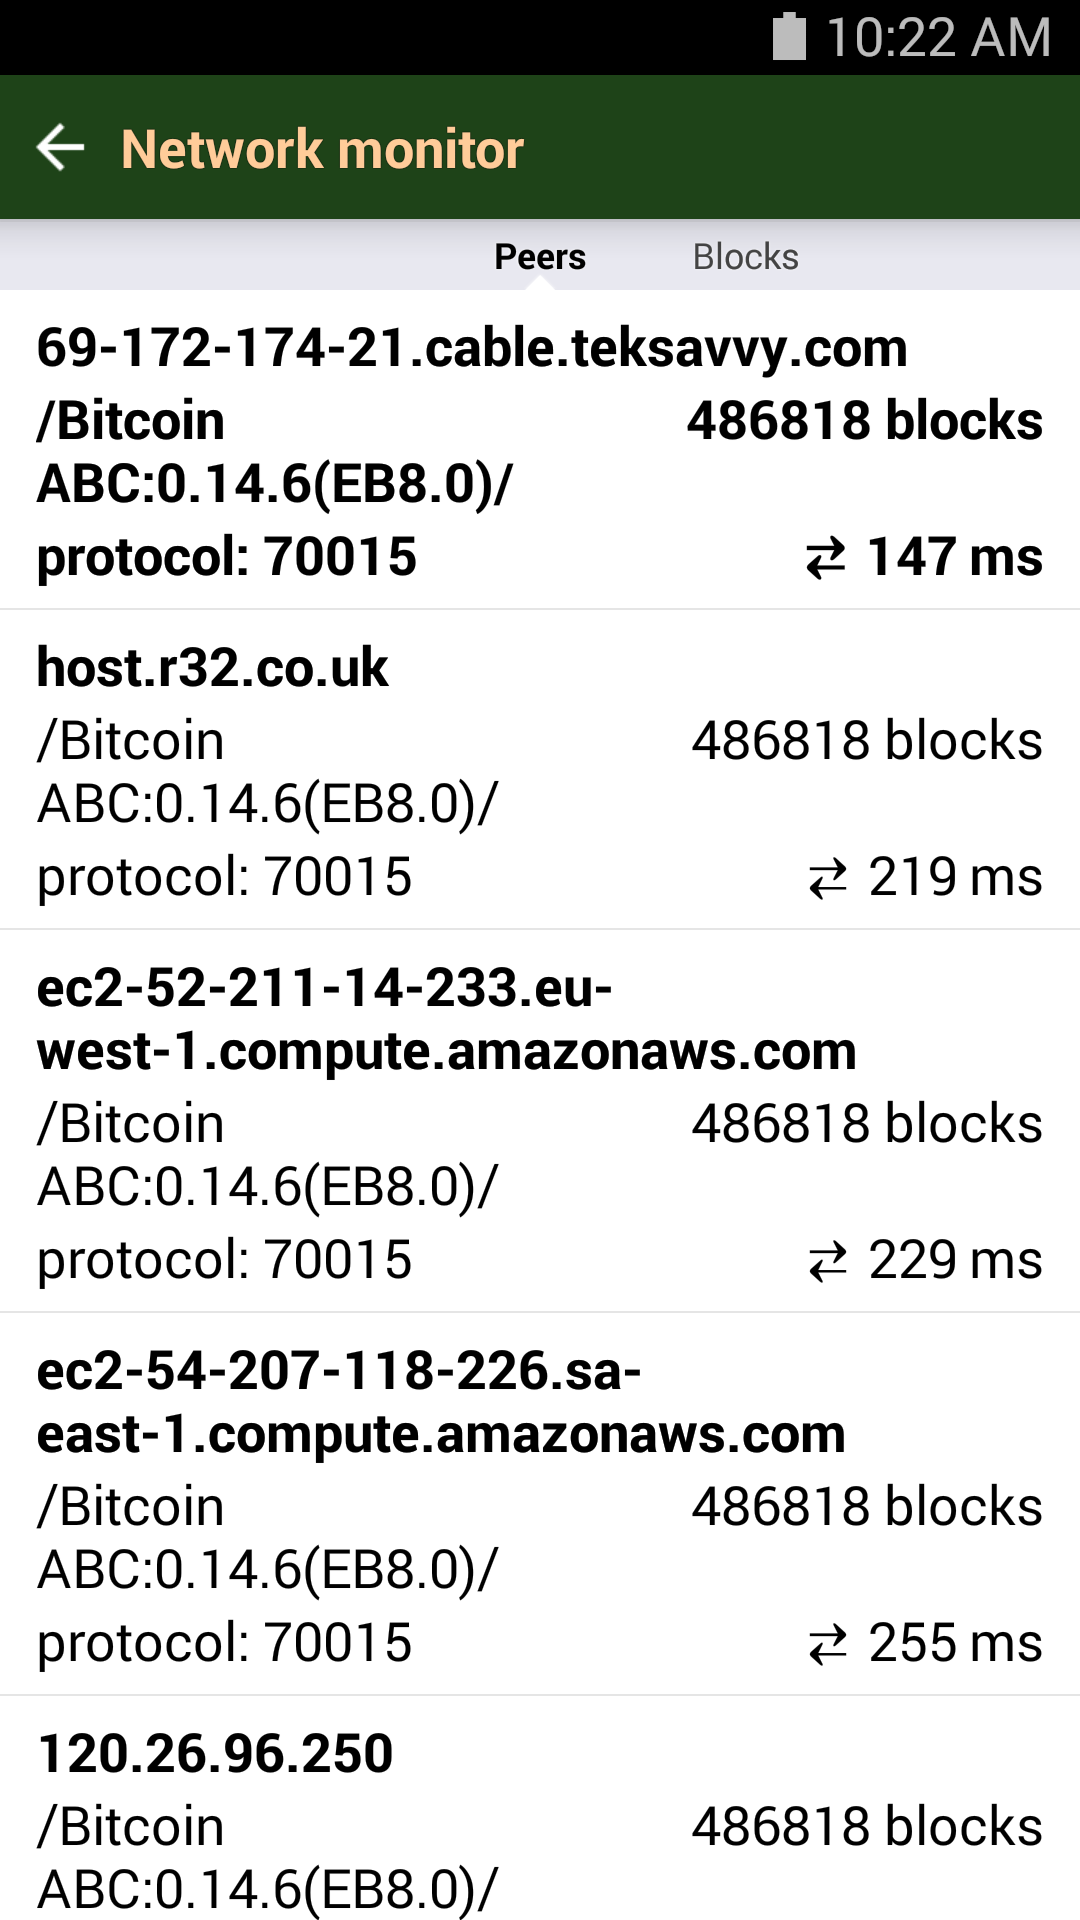 10:22 AM
Network monitor
Peers Blocks
69-172-174-21.cable.teksavvy.com
/Bitcoin 486818 blocks
ABC:0.14.6(EB8.0)/
protocol: 70015 ⇄ 147 ms
host.r32.co.uk
/Bitcoin 486818 blocks
ABC:0.14.6(EB8.0)/
protocol: 70015 ⇄ 219 ms
ec2-52-211-14-233.eu-
west-1.compute.amazonaws.com
/Bitcoin 486818 blocks
ABC:0.14.6(EB8.0)/
protocol: 70015 ⇄ 229 ms
ec2-54-207-118-226.sa-
east-1.compute.amazonaws.com
/Bitcoin 486818 blocks
ABC:0.14.6(EB8.0)/
protocol: 70015 ⇄ 255 ms
120.26.96.250
/Bitcoin 486818 blocks
ABC:0.14.6(EB8.0)/